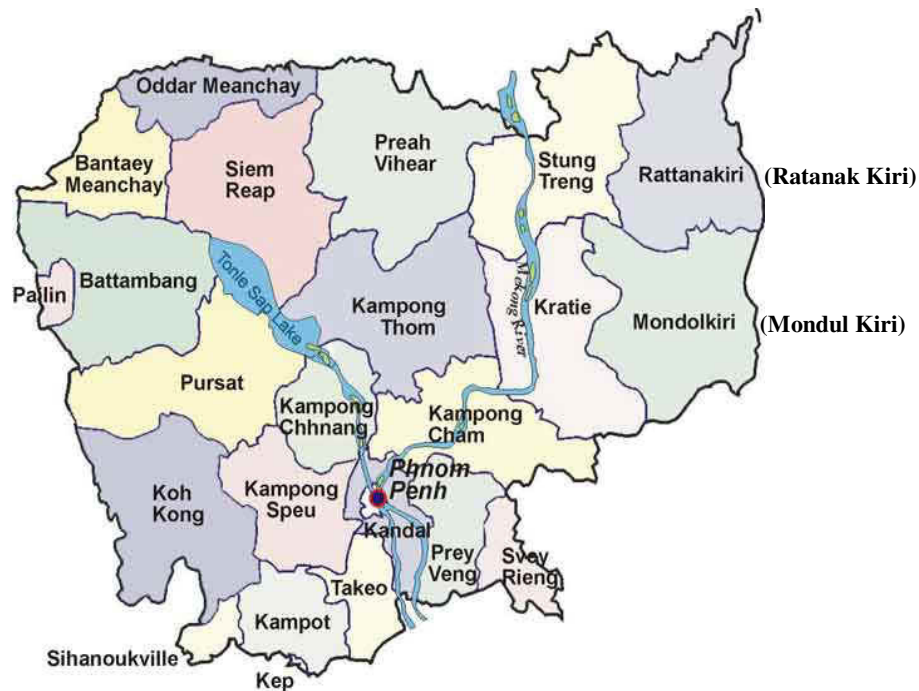 Oddar Meanchay
Bantaey
Meanchay
Siem
Reap
Preah
Vihear
Stung
Treng
Rattanakiri
(Ratanak Kiri)
Battambang
Pailin
Tonle Sap Lake
Kampong
Thom
Mekong River
Kratie
Mondolkiri
(Mondul Kiri)
Pursat
Kampong
Chhnang
Kampong
Cham
Phnom
Penh
Koh
Kong
Kampong
Speu
Kandal
Prey
Veng
Svey
Rieng
Takeo
Kampot
Sihanoukville
Kep